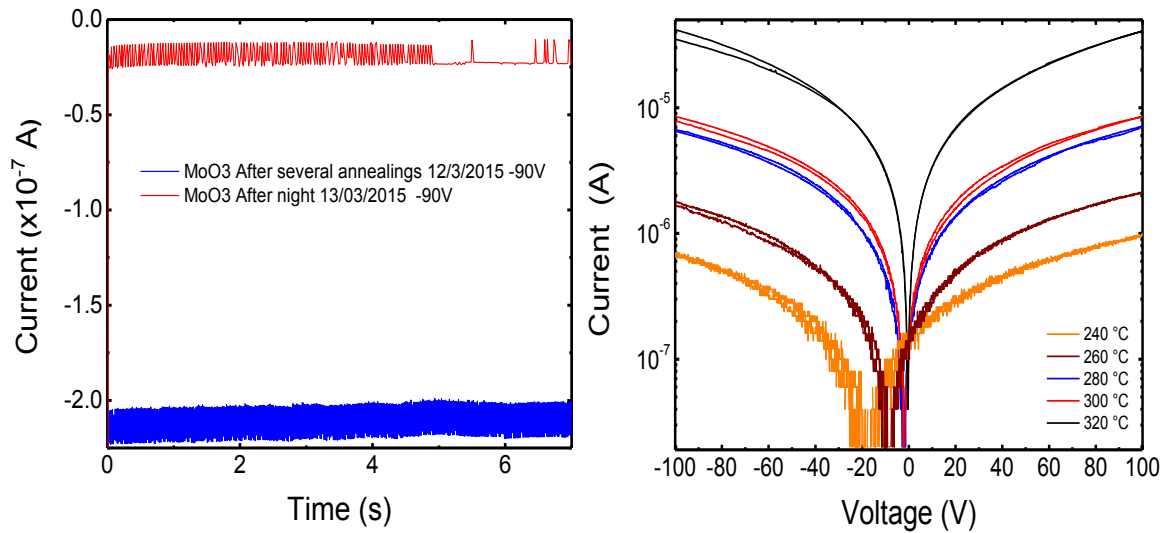 0.0
-0.5
-1.0
-1.5
-2.0
Current (x10⁻⁷ A)
MoO3 After several annealings 12/3/2015 -90V
MoO3 After night 13/03/2015 -90V
0 2 4 6
Time (s)
10⁻⁵
10⁻⁶
10⁻⁷
Current (A)
240 °C
260 °C
280 °C
300 °C
320 °C
-100 -80 -60 -40 -20 0 20 40 60 80 100
Voltage (V)